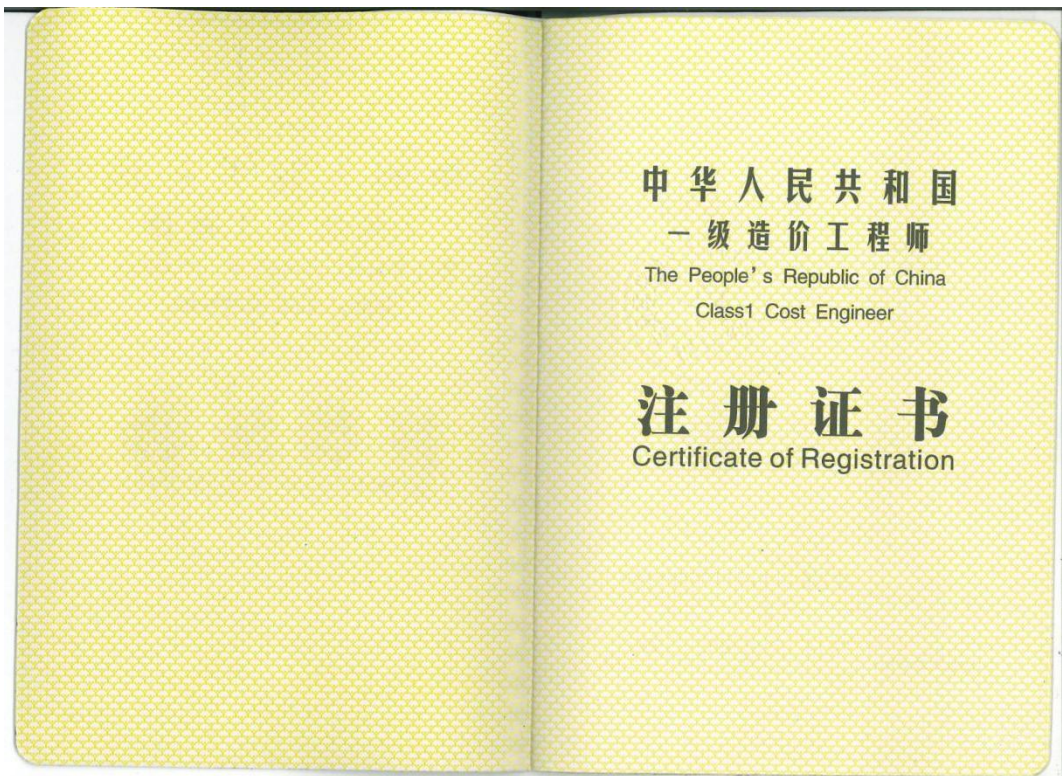 中华人民共和国
一级造价工程师
The People's Republic of China
Class1 Cost Engineer
注册证书
Certificate of Registration